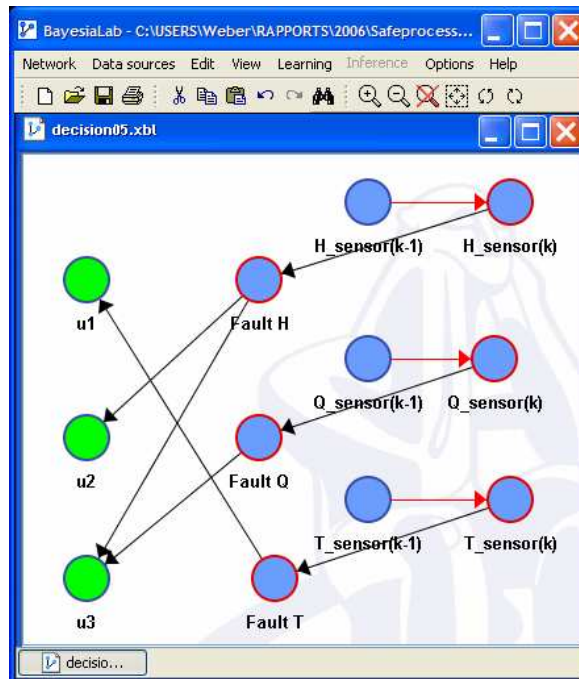 BayesiaLab - C:\USERS\Weber\RAPPORTS\2006\Safeprocess...
Network Data sources Edit View Learning Inference Options Help
decision05.xbl
H_sensor(k-1) H_sensor(k)
u1 Fault H
Q_sensor(k-1) Q_sensor(k)
u2 Fault Q
T_sensor(k-1) T_sensor(k)
u3 Fault T
decisio...